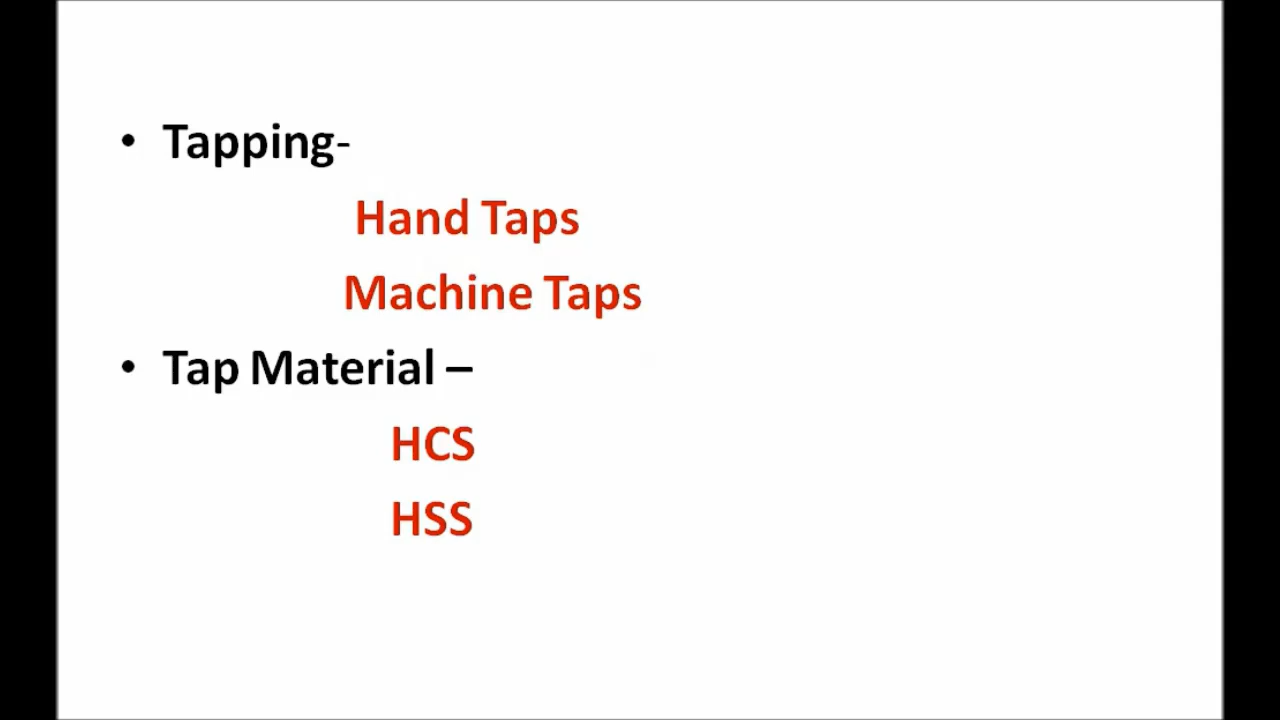 • Tapping-
Hand Taps
Machine Taps
• Tap Material –
HCS
HSS